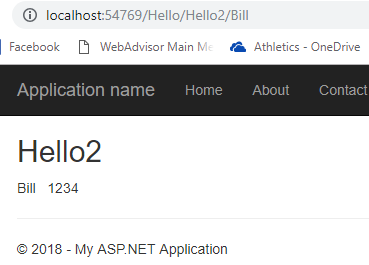 localhost:54769/Hello/Hello2/Bill
Facebook WebAdvisor Main Me Athletics - OneDrive
Application name Home About Contact
Hello2
Bill 1234
© 2018 - My ASP.NET Application